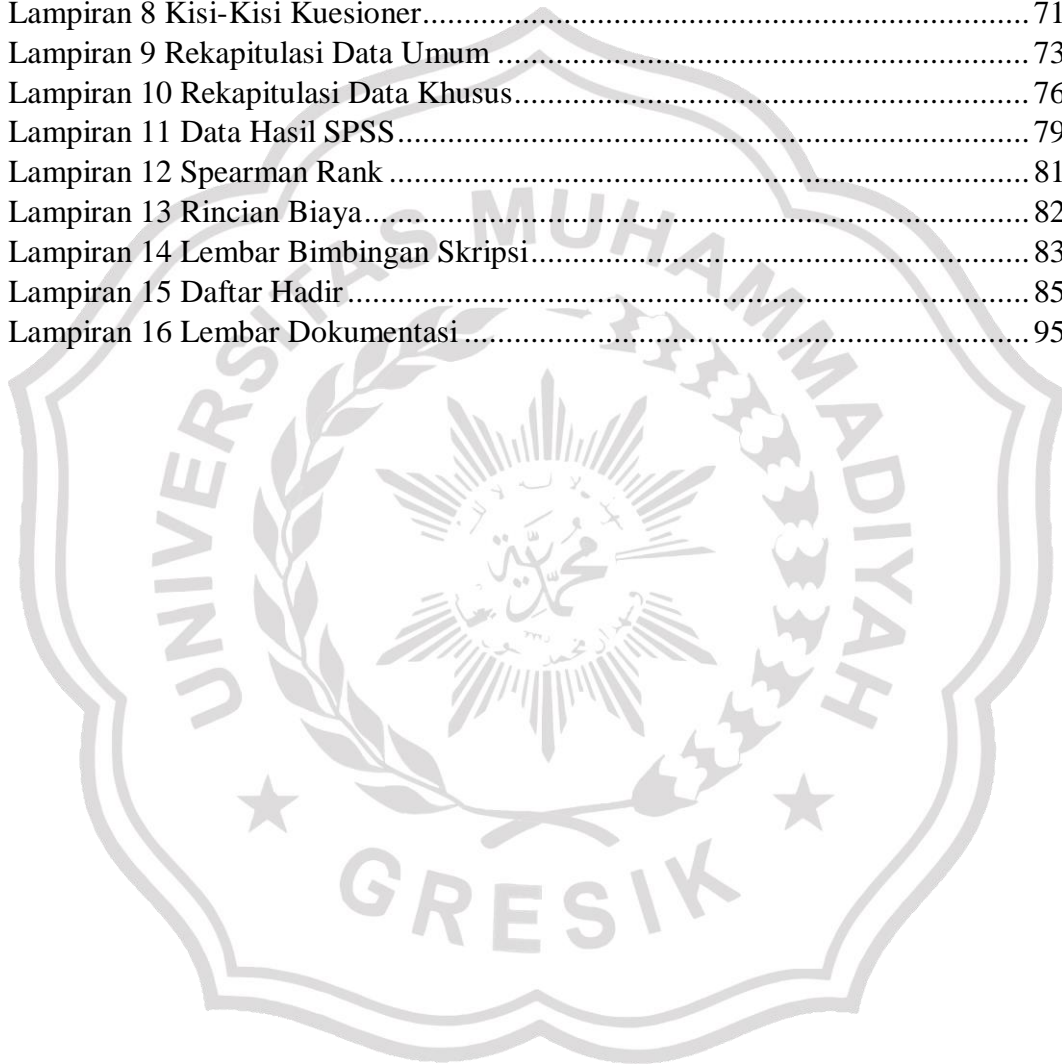 Lampiran 8 Kisi-Kisi Kuesioner.......................................................................... 71
Lampiran 9 Rekapitulasi Data Umum ................................................................. 73
Lampiran 10 Rekapitulasi Data Khusus............................................................... 76
Lampiran 11 Data Hasil SPSS............................................................................. 79
Lampiran 12 Spearman Rank .............................................................................. 81
Lampiran 13 Rincian Biaya................................................................................. 82
Lampiran 14 Lembar Bimbingan Skripsi............................................................. 83
Lampiran 15 Daftar Hadir ................................................................................... 85
Lampiran 16 Lembar Dokumentasi ..................................................................... 95
UNIVERSITAS MUHAMMADIYAH
GRESIK